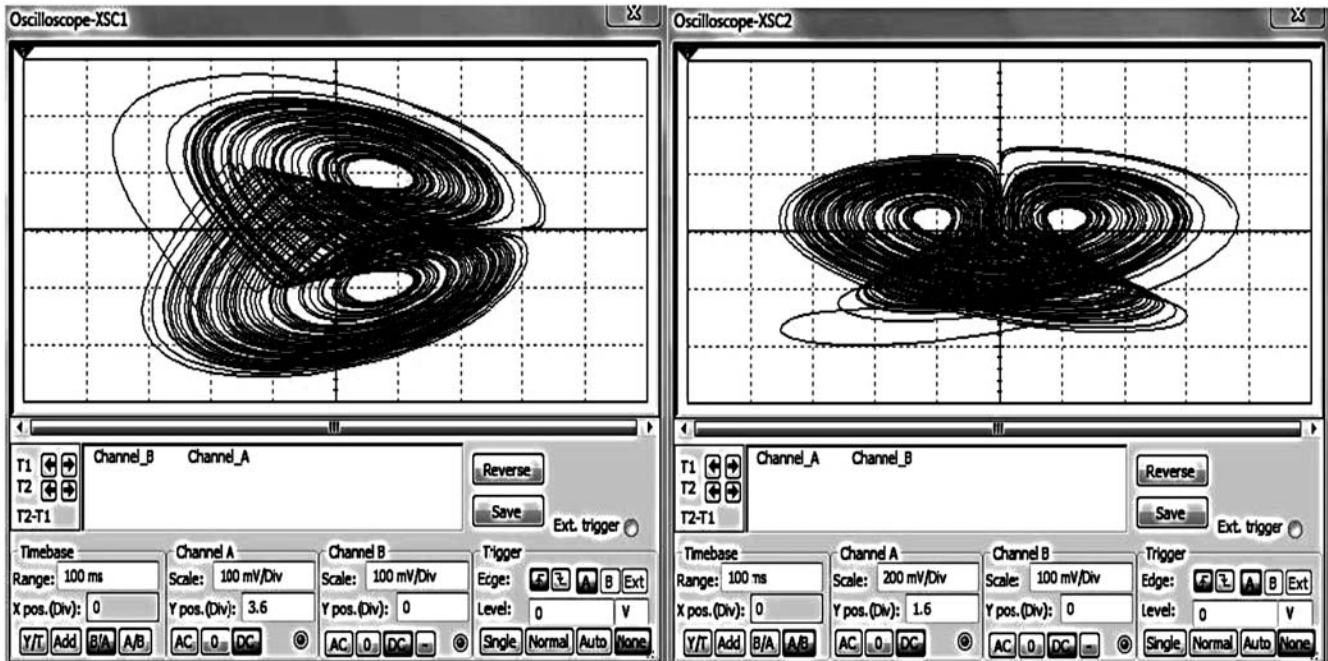 Oscilloscope-XSC1
X
T1
T2
T2-T1
Channel_B Channel_A
Reverse
Save
Ext. trigger
Timebase
Range: 100 ms
X pos.(Div): 0
Y/T Add B/A A/B
Channel A
Scale: 100 mV/Div
Y pos.(Div): 3.6
AC 0 DC
Channel B
Scale: 100 mV/Div
Y pos.(Div): 0
AC 0 DC -
Trigger
Edge: A B Ext
Level: 0 V
Single Normal Auto None
Oscilloscope-XSC2
X
T1
T2
T2-T1
Channel_A Channel_B
Reverse
Save
Ext. trigger
Timebase
Range: 100 ms
X pos.(Div): 0
Y/T Add B/A A/B
Channel A
Scale: 200 mV/Div
Y pos.(Div): 1.6
AC 0 DC
Channel B
Scale: 100 mV/Div
Y pos.(Div): 0
AC 0 DC -
Trigger
Edge: A B Ext
Level: 0 V
Single Normal Auto None